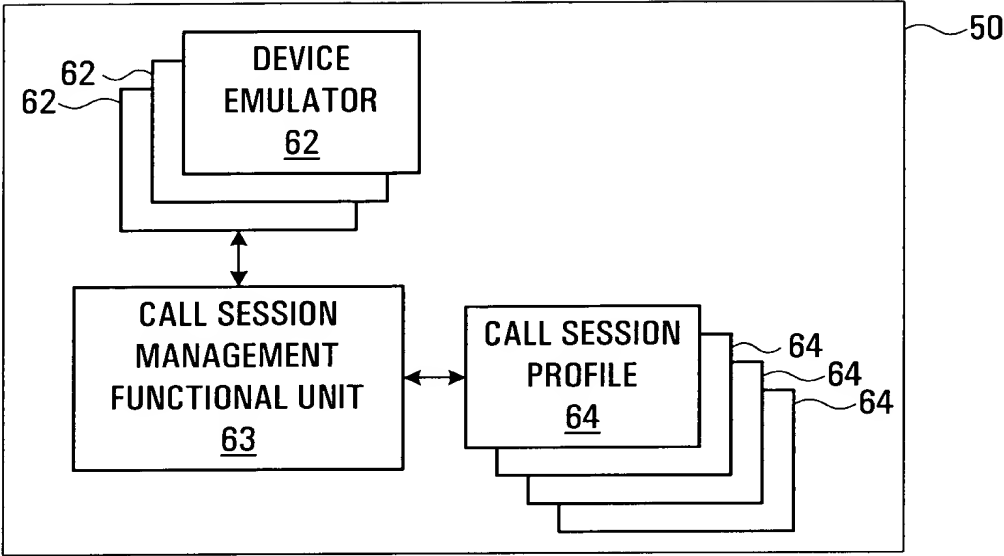 50
62
62
DEVICE
EMULATOR
62
CALL SESSION
MANAGEMENT
FUNCTIONAL UNIT
63
CALL SESSION
PROFILE
64
64
64
64